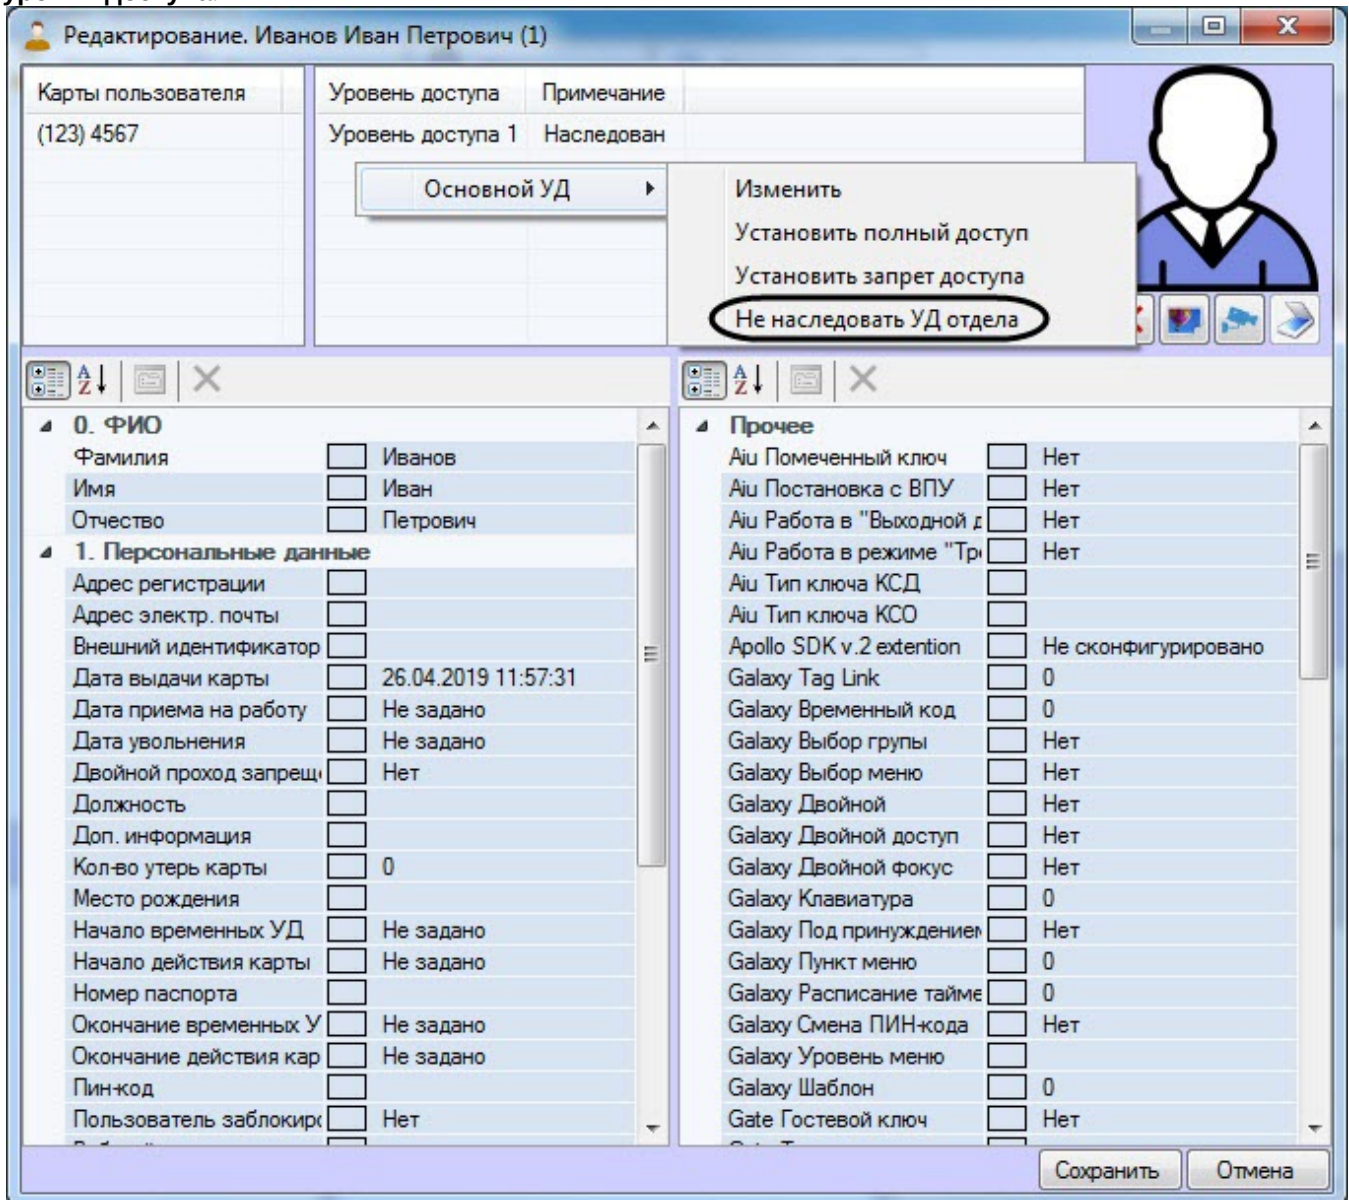 Редактирование. Иванов Иван Петрович (1)
Карты пользователя
(123) 4567
Уровень доступа Примечание
Уровень доступа 1 Наследован
Основной УД
Изменить
Установить полный доступ
Установить запрет доступа
Не наследовать УД отдела
0. ФИО
Фамилия Иванов
Имя Иван
Отчество Петрович
1. Персональные данные
Адрес регистрации
Адрес электр. почты
Внешний идентификатор
Дата выдачи карты 26.04.2019 11:57:31
Дата приема на работу Не задано
Дата увольнения Не задано
Двойной проход запрещ Нет
Должность
Доп. информация
Кол-во утерь карты 0
Место рождения
Начало временных УД Не задано
Начало действия карты Не задано
Номер паспорта
Окончание временных У Не задано
Окончание действия кар Не задано
Пин-код
Пользователь заблокиро Нет
Прочее
Aiu Помеченный ключ Нет
Aiu Постановка с ВПУ Нет
Aiu Работа в "Выходной д Нет
Aiu Работа в режиме "Тр Нет
Aiu Тип ключа КСД
Aiu Тип ключа КСО
Apollo SDK v.2 extention Не сконфигурировано
Galaxy Tag Link 0
Galaxy Временный код 0
Galaxy Выбор групы Нет
Galaxy Выбор меню Нет
Galaxy Двойной Нет
Galaxy Двойной доступ Нет
Galaxy Двойной фокус Нет
Galaxy Клавиатура 0
Galaxy Под принуждением Нет
Galaxy Пункт меню 0
Galaxy Расписание тайме 0
Galaxy Смена ПИН-кода Нет
Galaxy Уровень меню
Galaxy Шаблон 0
Gate Гостевой ключ Нет
Сохранить Отмена